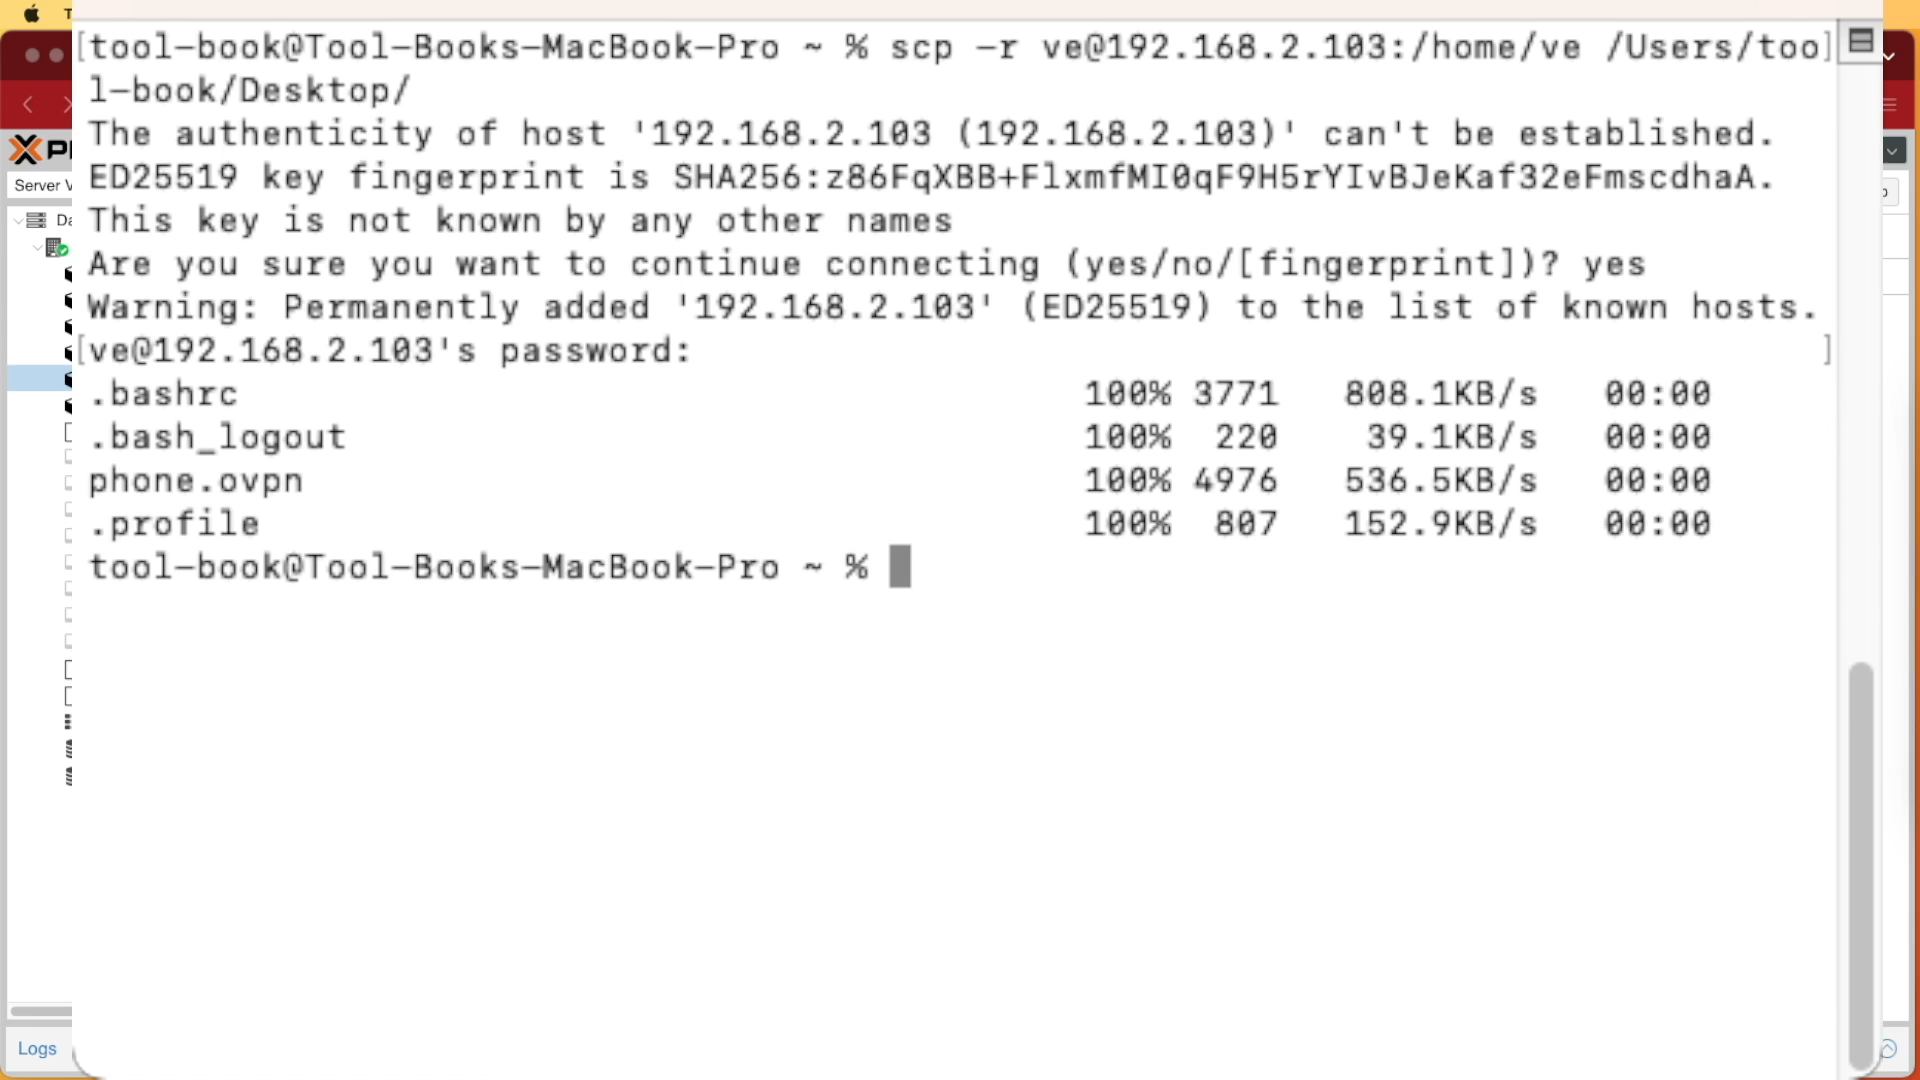 [tool-book@Tool-Books-MacBook-Pro ~ % scp -r ve@192.168.2.103:/home/ve /Users/too]
l-book/Desktop/
The authenticity of host '192.168.2.103 (192.168.2.103)' can't be established.
ED25519 key fingerprint is SHA256:z86FqXBB+FlxmfMI0qF9H5rYIvBJeKaf32eFmscdhaA.
This key is not known by any other names
Are you sure you want to continue connecting (yes/no/[fingerprint])? yes
Warning: Permanently added '192.168.2.103' (ED25519) to the list of known hosts.
[ve@192.168.2.103's password: ]
.bashrc 100% 3771 808.1KB/s 00:00
.bash_logout 100% 220 39.1KB/s 00:00
phone.ovpn 100% 4976 536.5KB/s 00:00
.profile 100% 807 152.9KB/s 00:00
tool-book@Tool-Books-MacBook-Pro ~ %
Server
Logs